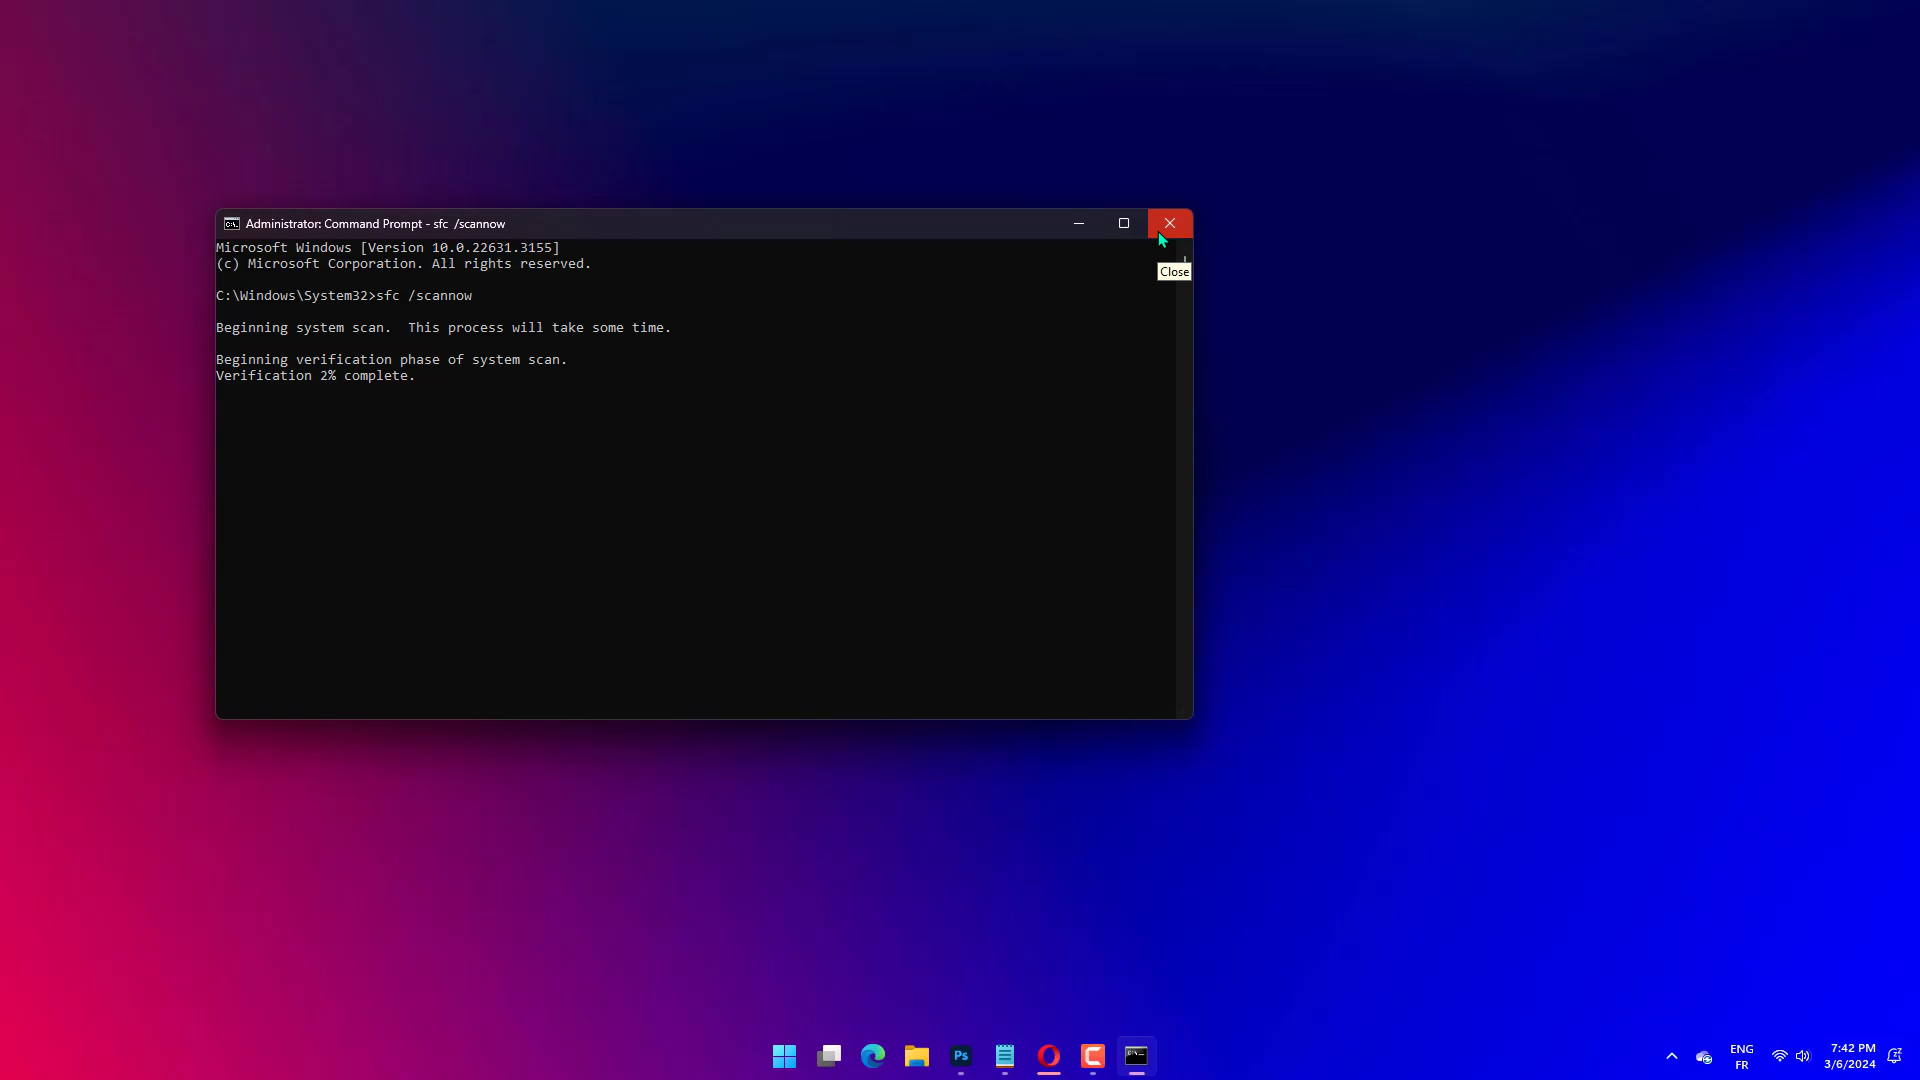 Administrator: Command Prompt - sfc /scannow
Microsoft Windows [Version 10.0.22631.3155]
(c) Microsoft Corporation. All rights reserved.
Close
C:\Windows\System32>sfc /scannow
Beginning system scan.  This process will take some time.
Beginning verification phase of system scan.
Verification 2% complete.
Ps
ENG
FR
7:42 PM
3/6/2024